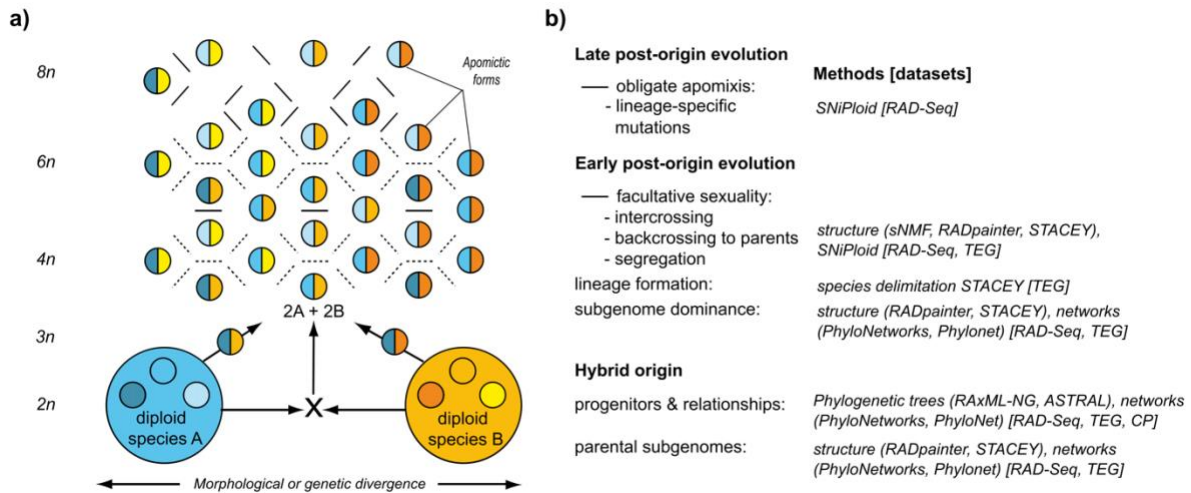 a)
8n
6n
4n
3n
2n
Apomictic
forms
2A + 2B
X
diploid
species A
diploid
species B
Morphological or genetic divergence
b)
Late post-origin evolution
Methods [datasets]
— obligate apomixis:
- lineage-specific
mutations
SNiPloid [RAD-Seq]
Early post-origin evolution
— facultative sexuality:
- intercrossing
- backcrossing to parents
- segregation
structure (sNMF, RADpainter, STACEY),
SNiPloid [RAD-Seq, TEG]
lineage formation:
species delimitation STACEY [TEG]
subgenome dominance:
structure (RADpainter, STACEY), networks
(PhyloNetworks, Phylonet) [RAD-Seq, TEG]
Hybrid origin
progenitors & relationships:
Phylogenetic trees (RAxML-NG, ASTRAL), networks
(PhyloNetworks, PhyloNet) [RAD-Seq, TEG, CP]
parental subgenomes:
structure (RADpainter, STACEY), networks
(PhyloNetworks, Phylonet) [RAD-Seq, TEG]